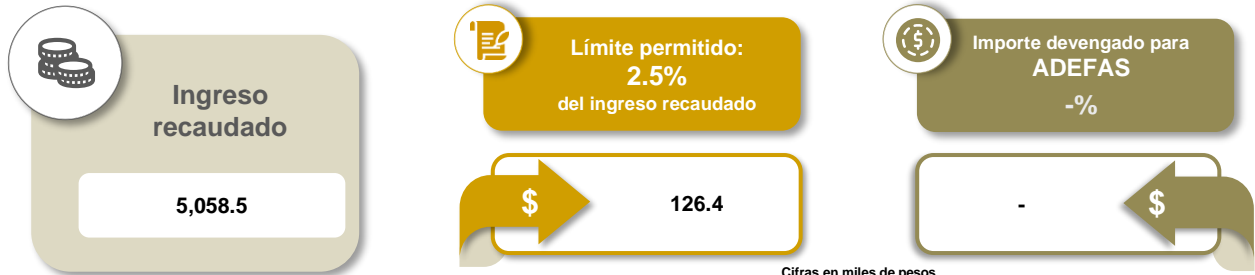 Ingreso
recaudado
5,058.5
Límite permitido:
2.5%
del ingreso recaudado
$
126.4
Importe devengado para
ADEFAS
-%
-
$
Cifras en miles de pesos